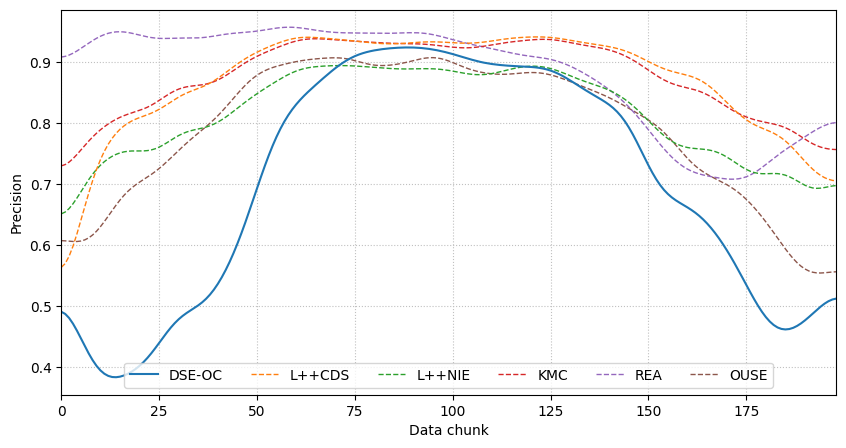 0.9
0.8
0.7
0.6
0.5
0.4
Precision
DSE-OC L++CDS L++NIE KMC REA OUSE
0 25 50 75 100 125 150 175
Data chunk